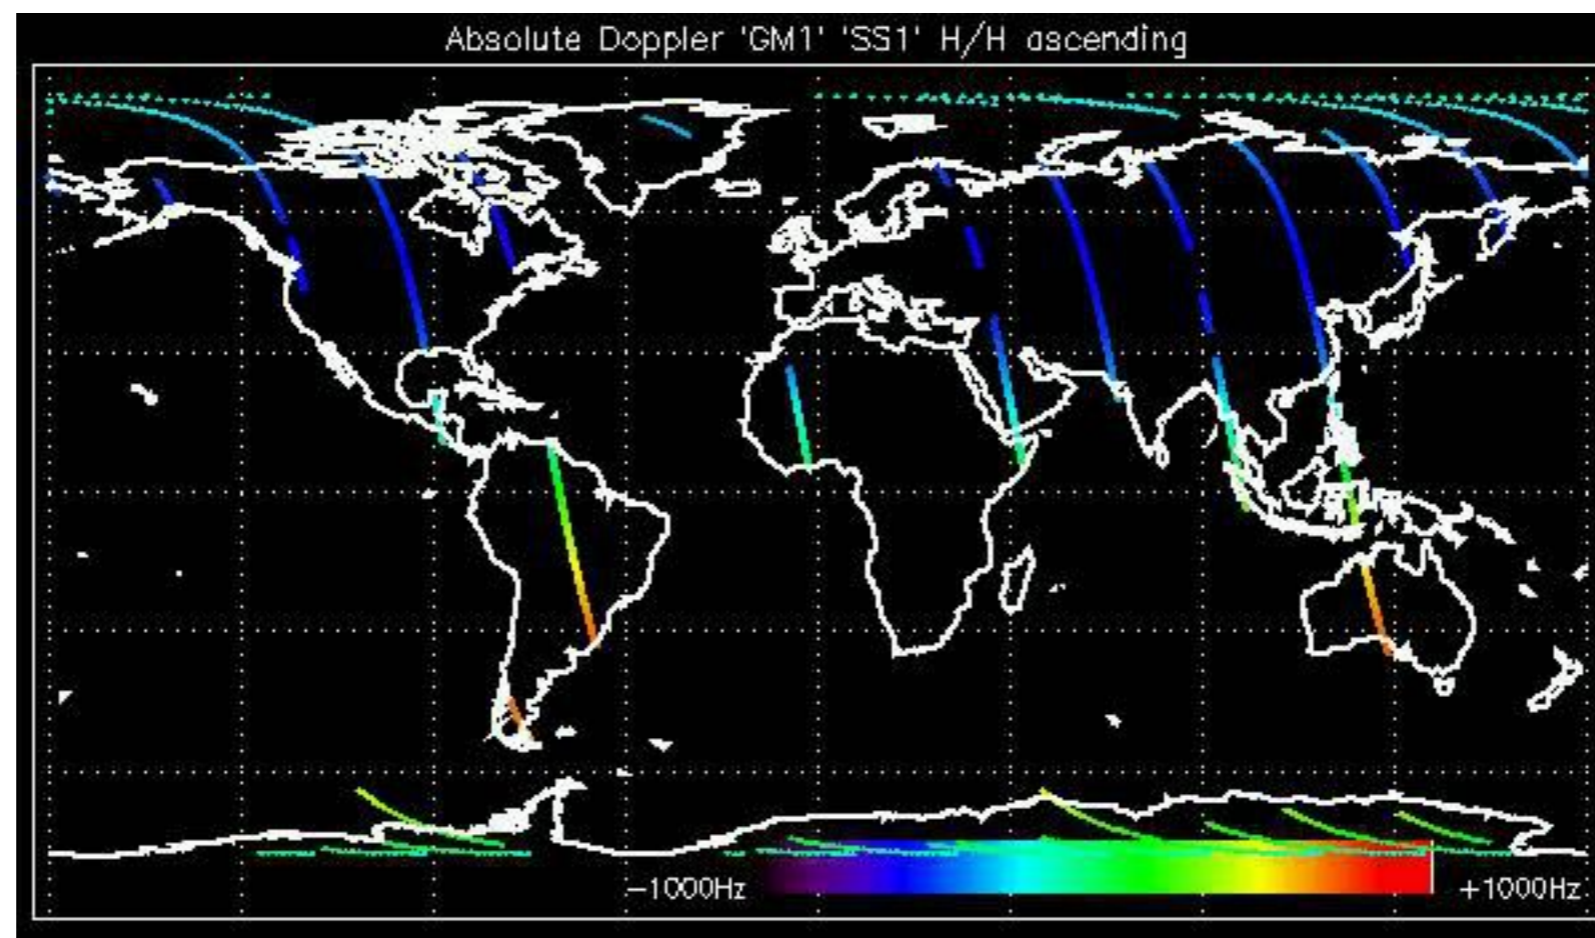 Absolute Doppler 'GM1' 'SS1' H/H ascending
−1000Hz
+1000Hz